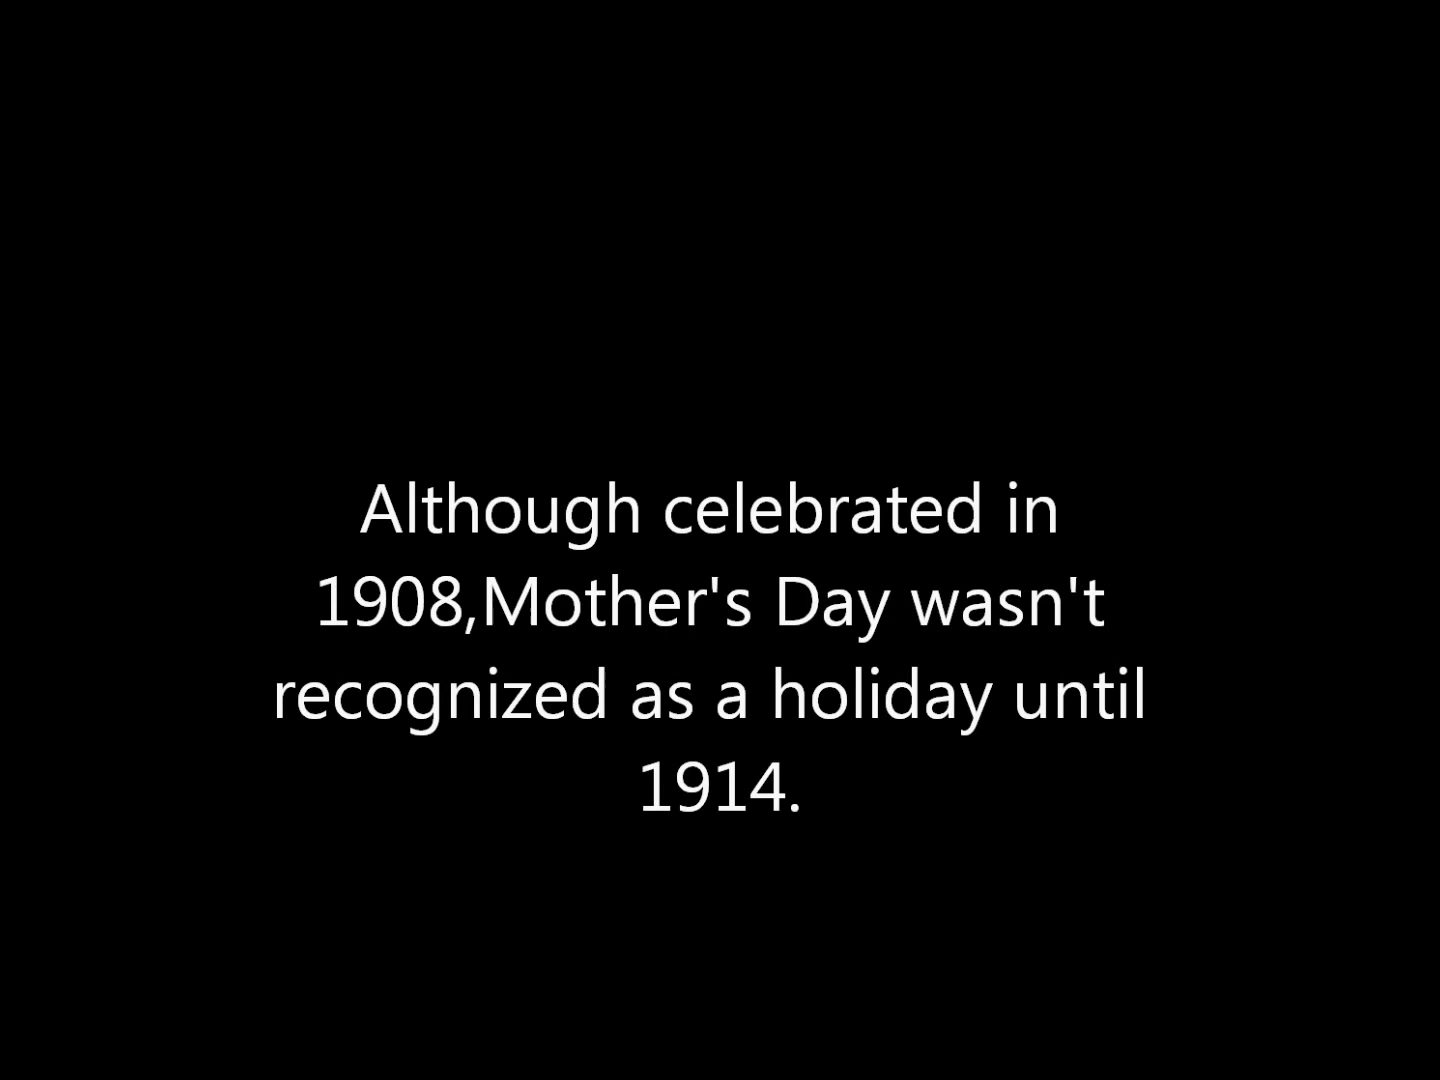 Although celebrated in
1908,Mother's Day wasn't
recognized as a holiday until
1914.